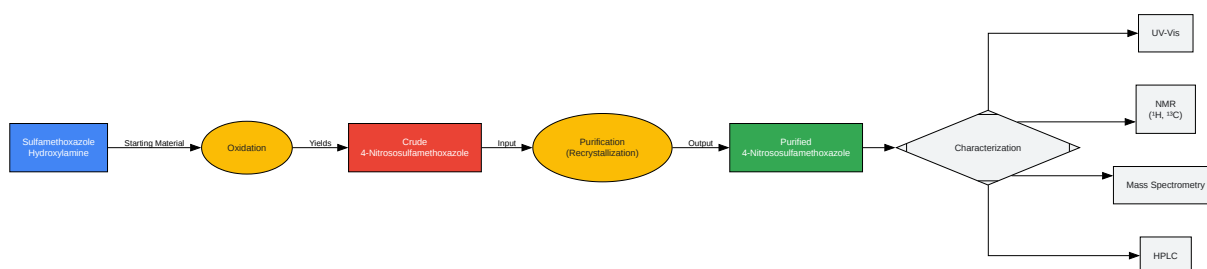 Sulfamethoxazole
Hydroxylamine
Starting Material
Oxidation
Yields
Crude
4-Nitrososulfamethoxazole
Input
Purification
(Recrystallization)
Output
Purified
4-Nitrososulfamethoxazole
Characterization
UV-Vis
NMR
(¹H, ¹³C)
Mass Spectrometry
HPLC